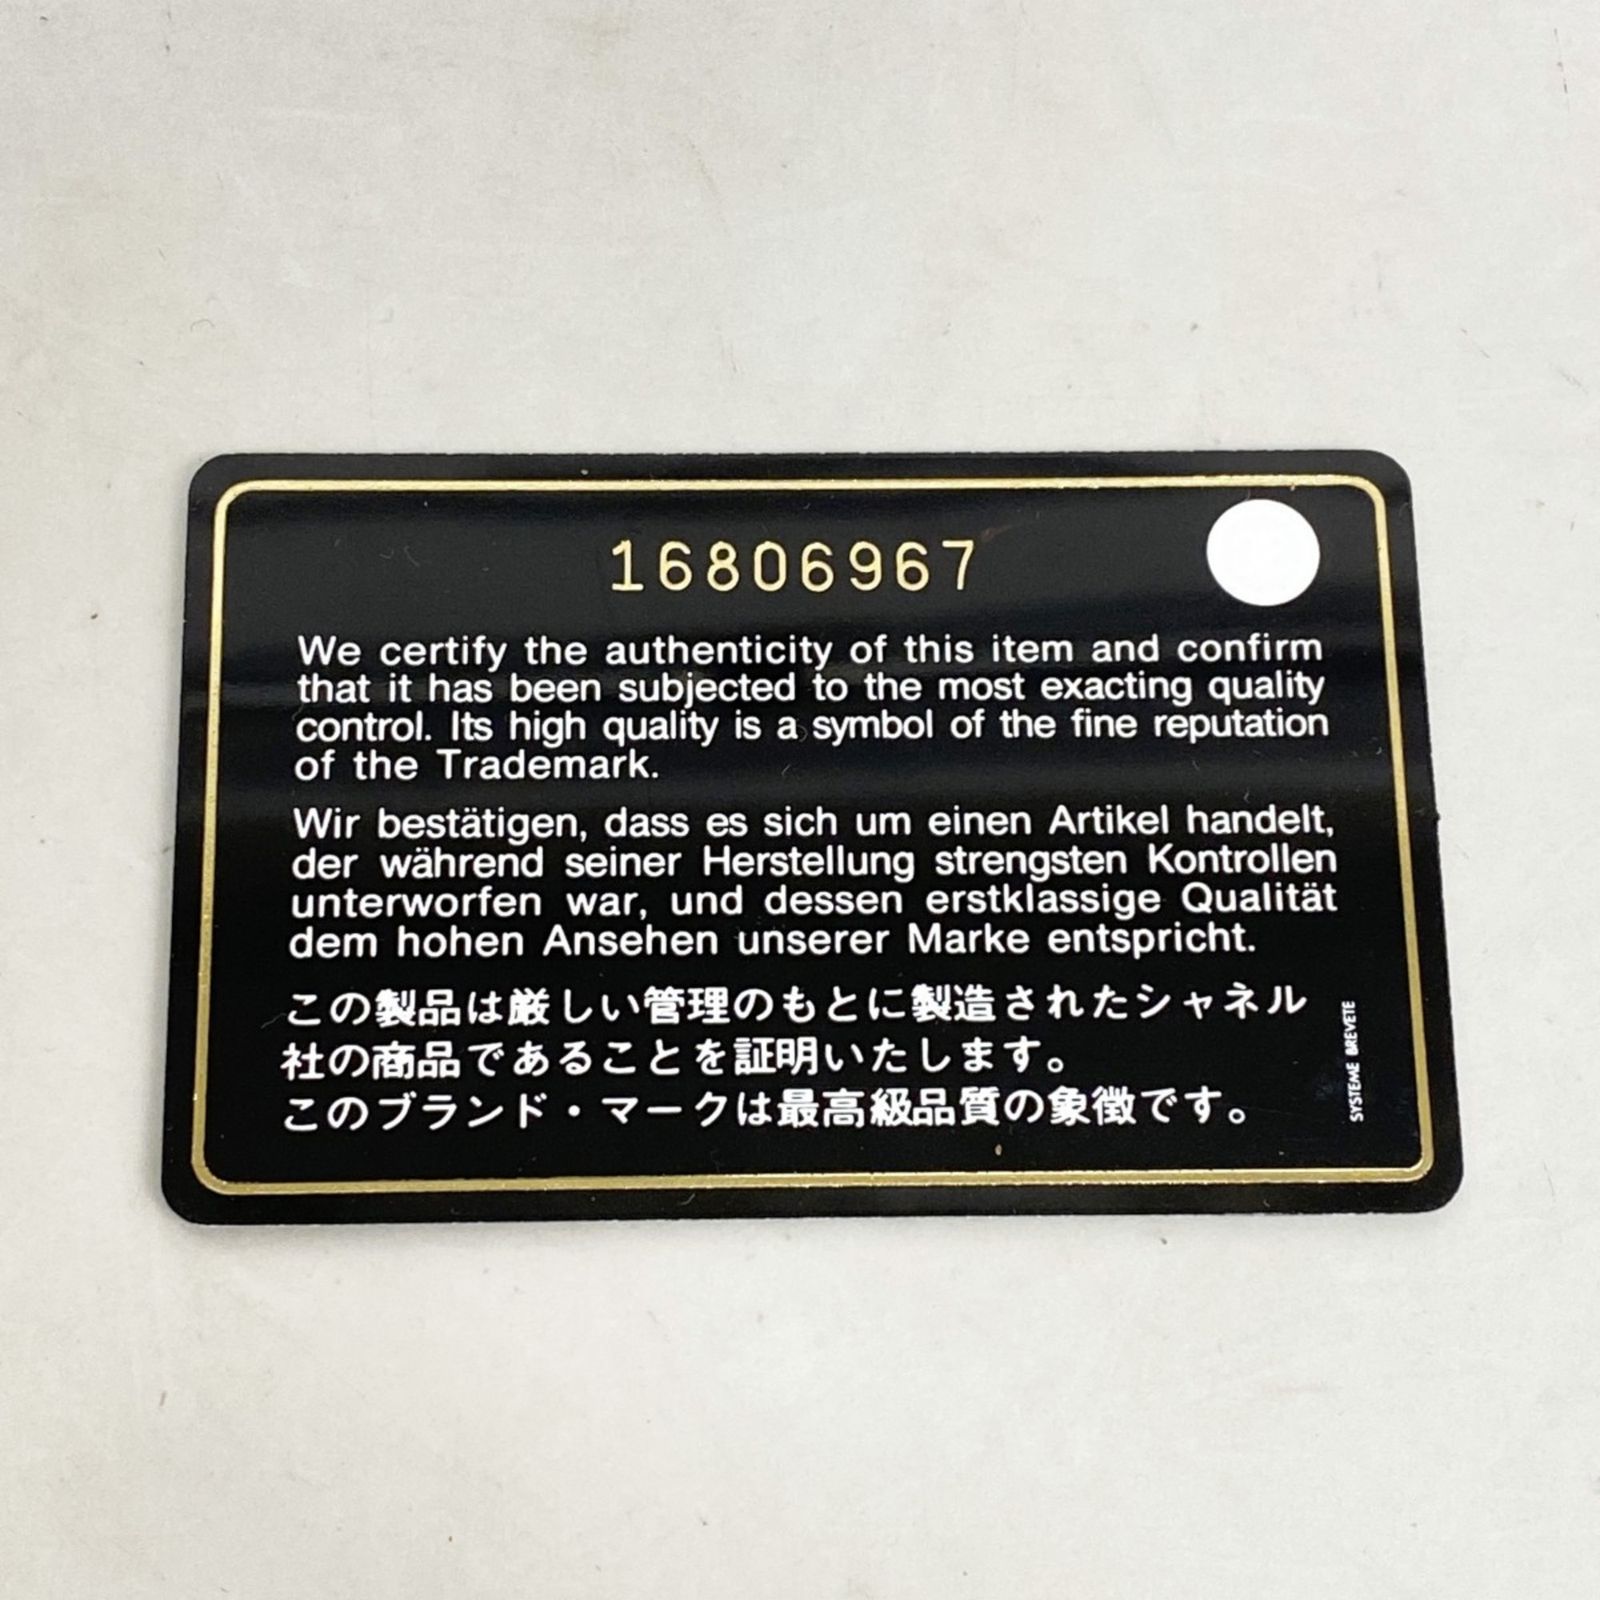 16806967
We certify the authenticity of this item and confirm
that it has been subjected to the most exacting quality
control. Its high quality is a symbol of the fine reputation
of the Trademark.
Wir bestätigen, dass es sich um einen Artikel handelt,
der während seiner Herstellung strengsten Kontrollen
unterworfen war, und dessen erstklassige Qualität
dem hohen Ansehen unserer Marke entspricht.
この製品は厳しい管理のもとに製造されたシャネル
社の商品であることを証明いたします。
このブランド・マークは最高級品質の象徴です。
SYSTEME BREVETE